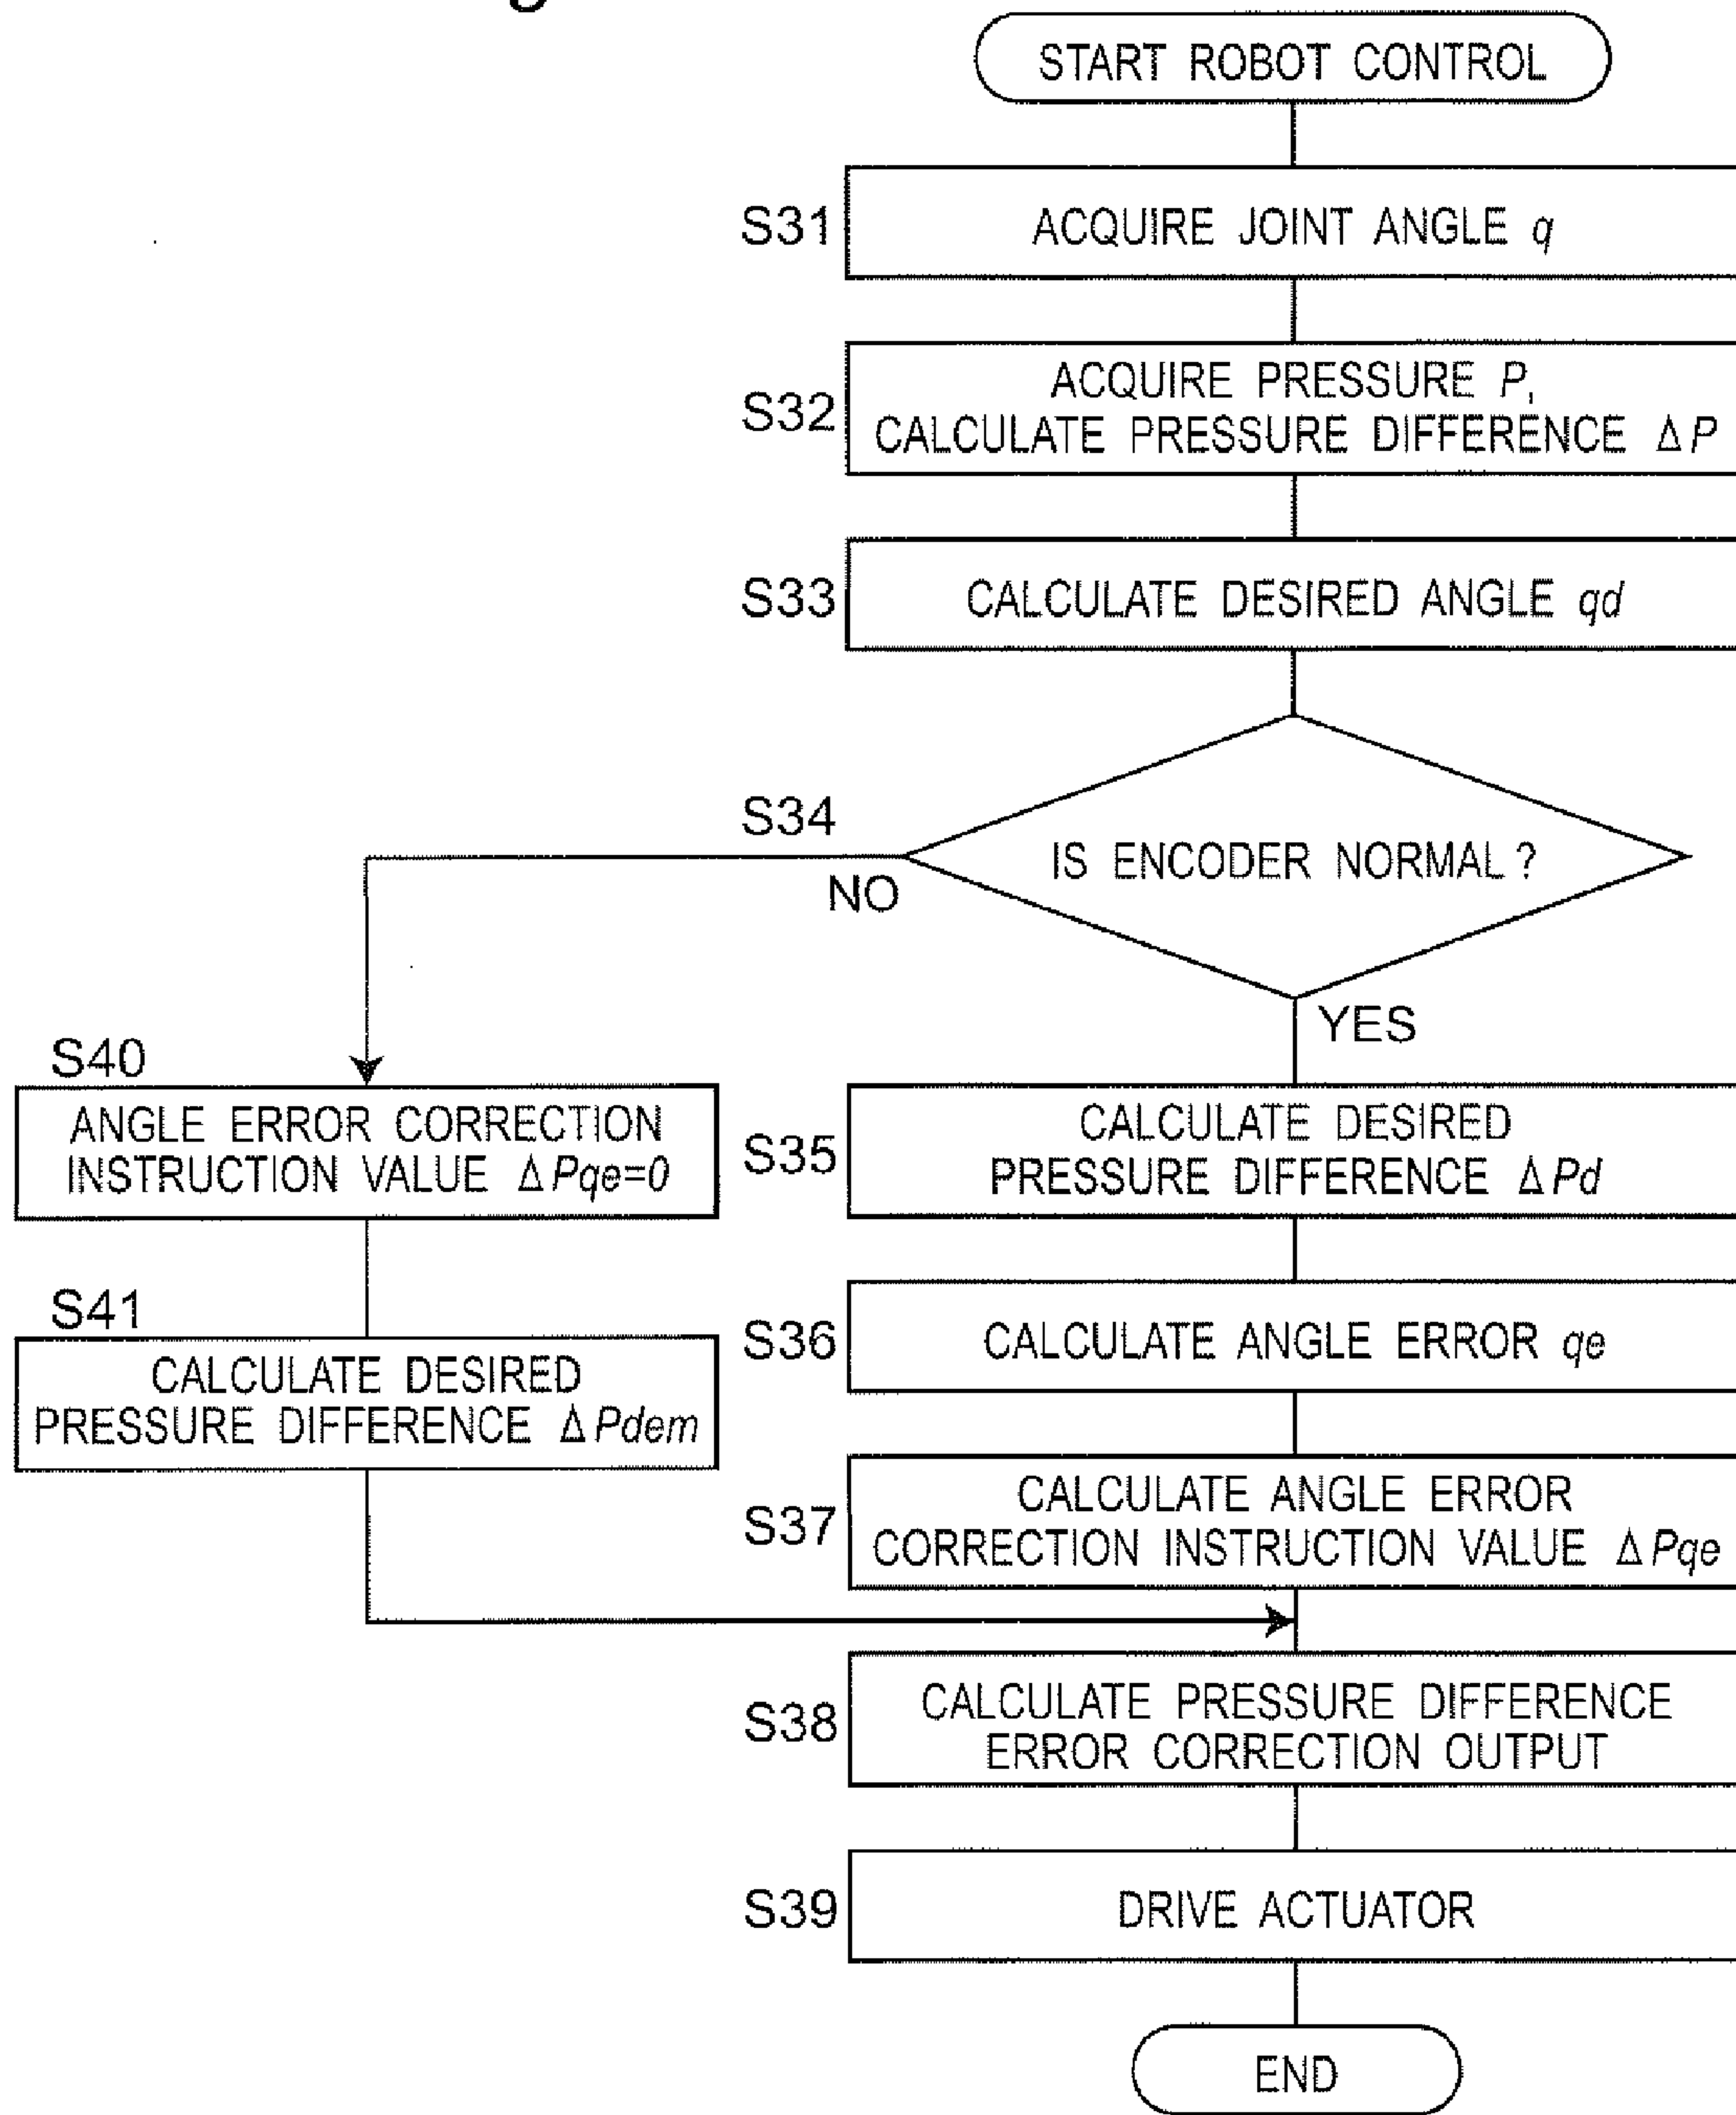 START ROBOT CONTROL
S31
ACQUIRE JOINT ANGLE q
S32
ACQUIRE PRESSURE P,
CALCULATE PRESSURE DIFFERENCE ΔP
S33
CALCULATE DESIRED ANGLE qd
S34
IS ENCODER NORMAL?
NO
YES
S40
ANGLE ERROR CORRECTION
INSTRUCTION VALUE ΔPqe=0
S41
CALCULATE DESIRED
PRESSURE DIFFERENCE ΔPdem
S35
CALCULATE DESIRED
PRESSURE DIFFERENCE ΔPd
S36
CALCULATE ANGLE ERROR qe
S37
CALCULATE ANGLE ERROR
CORRECTION INSTRUCTION VALUE ΔPqe
S38
CALCULATE PRESSURE DIFFERENCE
ERROR CORRECTION OUTPUT
S39
DRIVE ACTUATOR
END